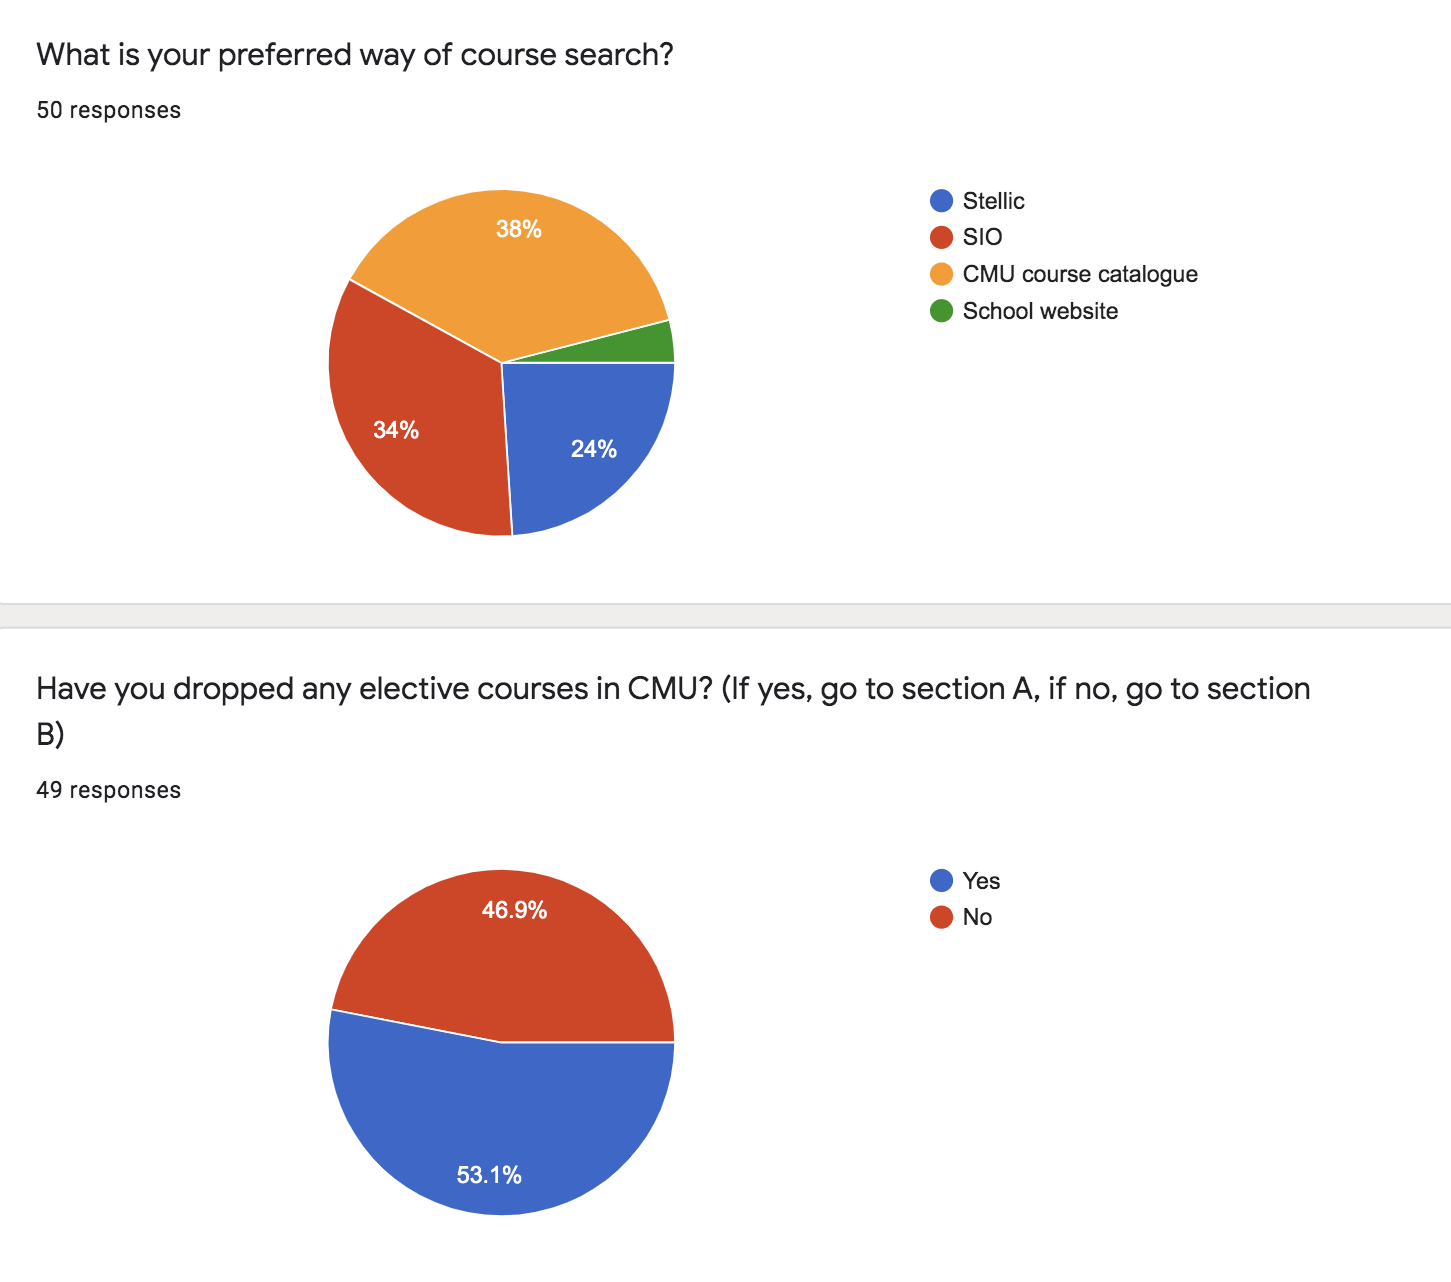 What is your preferred way of course search?
50 responses
38%
34%
24%
Stellic
SIO
CMU course catalogue
School website
Have you dropped any elective courses in CMU? (If yes, go to section A, if no, go to section
B)
49 responses
46.9%
53.1%
Yes
No